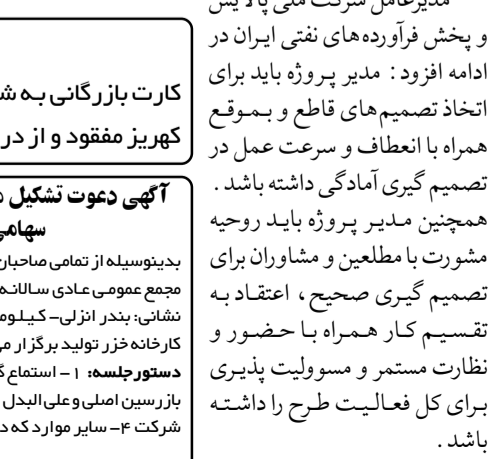 مدیرعامل شرکت ملی پالایش
و پخش فرآورده‌های نفتی ایران در
ادامه افزود: مدیر پروژه باید برای
اتخاذ تصمیم‌های قاطع و بموقع
همراه با انعطاف و سرعت عمل در
تصمیم گیری آمادگی داشته باشد.
همچنین مدیر پروژه باید روحیه
مشورت با مطلعین و مشاوران برای
تصمیم گیری صحیح، اعتقاد به
تقسیم کار همراه با حضور و
نظارت مستمر و مسوولیت پذیری
برای کل فعالیت طرح را داشته
باشد.
کارت بازرگانی به
کهریز مفقود و از
آگهی دعوت تشکیل
سهامی
بدینوسیله از تمامی صاحبان
مجمع عمومی عادی سالانه
نشانی: بندر انزلی- کیلومتر
کارخانه خزر تولید برگزار
دستورجلسه: ۱- استماع
بازرسین اصلی و علی البدل
شرکت ۴- سایر موارد که